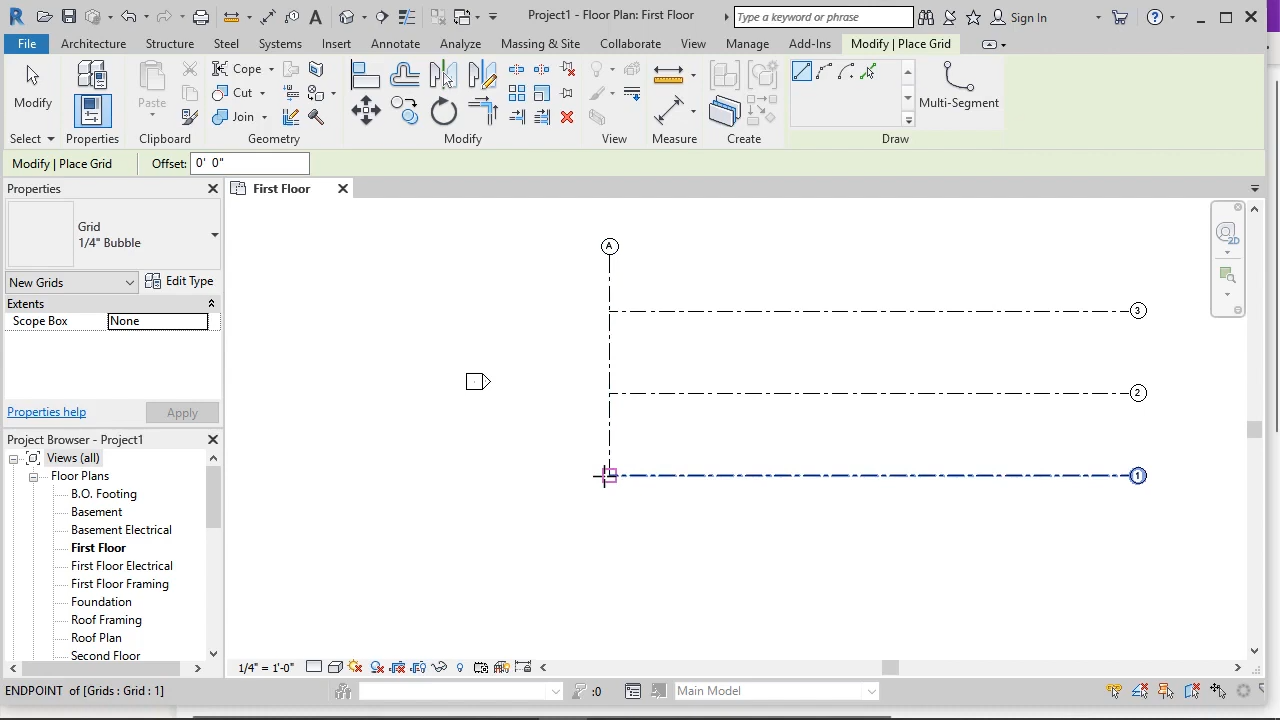 Project1 - Floor Plan: First Floor
Type a keyword or phrase
Sign In
File
Architecture
Structure
Steel
Systems
Insert
Annotate
Analyze
Massing & Site
Collaborate
View
Manage
Add-Ins
Modify | Place Grid
Modify
Paste
Cope
Cut
Join
Multi-Segment
Select
Properties
Clipboard
Geometry
Modify
View
Measure
Create
Draw
Modify | Place Grid
Offset:
0' 0"
Properties
First Floor
Grid
1/4" Bubble
New Grids
Edit Type
Extents
Scope Box
None
Properties help
Apply
Project Browser - Project1
Views (all)
Floor Plans
B.O. Footing
Basement
Basement Electrical
First Floor
First Floor Electrical
First Floor Framing
Foundation
Roof Framing
Roof Plan
Second Floor
A
3
2
1
2D
1/4" = 1'-0"
ENDPOINT of [Grids : Grid : 1]
:0
Main Model